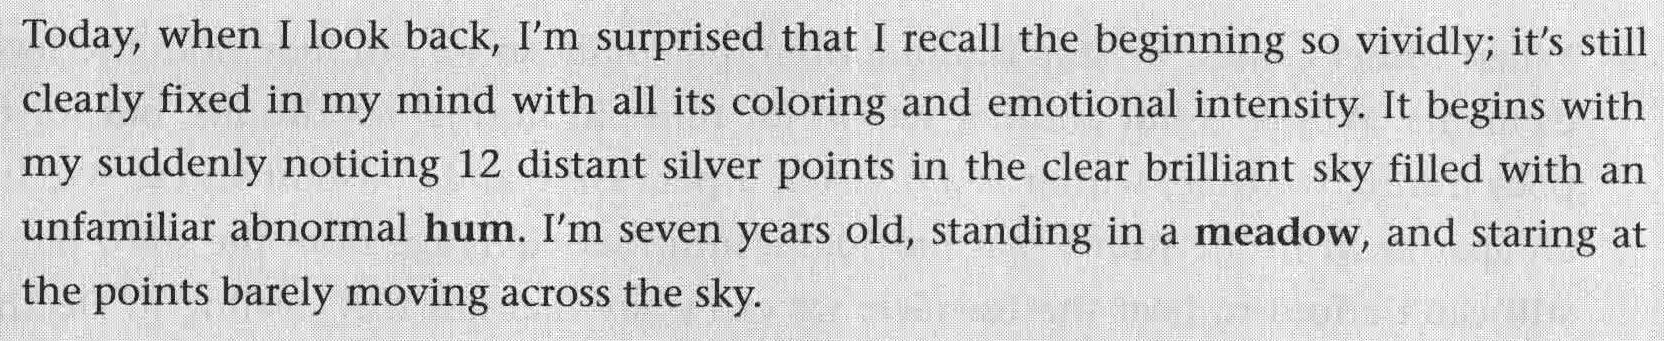 Today, when I look back, I'm surprised that I recall the beginning so vividly; it's still
clearly fixed in my mind with all its coloring and emotional intensity. It begins with
my suddenly noticing 12 distant silver points in the clear brilliant sky filled with an
unfamiliar abnormal hum. I'm seven years old, standing in a meadow, and staring at
the points barely moving across the sky.